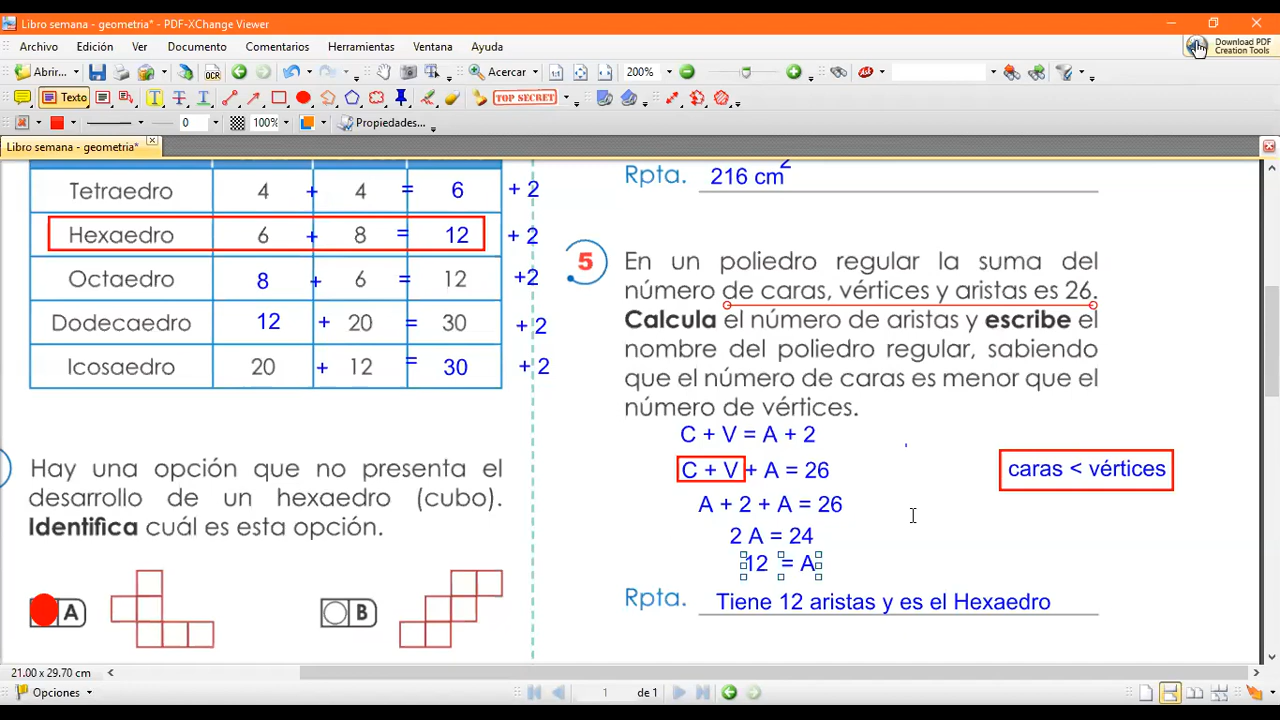 Libro semana - geometria* - PDF-XChange Viewer
Archivo Edición Ver Documento Comentarios Herramientas Ventana Ayuda
Download PDF
Creation Tools
Abrir... OCR Acercar 200%
Texto TOP SECRET
0 100% Propiedades...
Libro semana - geometria*
Tetraedro 4 + 4 = 6 + 2
Hexaedro 6 + 8 = 12 + 2
Octaedro 8 + 6 = 12 +2
Dodecaedro 12 + 20 = 30 + 2
Icosaedro 20 + 12 = 30 + 2
Hay una opción que no presenta el
desarrollo de un hexaedro (cubo).
Identifica cuál es esta opción.
A B
Rpta. 216 cm2
5
En un poliedro regular la suma del
número de caras, vértices y aristas es 26.
Calcula el número de aristas y escribe el
nombre del poliedro regular, sabiendo
que el número de caras es menor que el
número de vértices.
C + V = A + 2
C + V + A = 26
caras < vértices
A + 2 + A = 26
2 A = 24
12 = A
Rpta. Tiene 12 aristas y es el Hexaedro
21.00 x 29.70 cm
Opciones 1 de 1